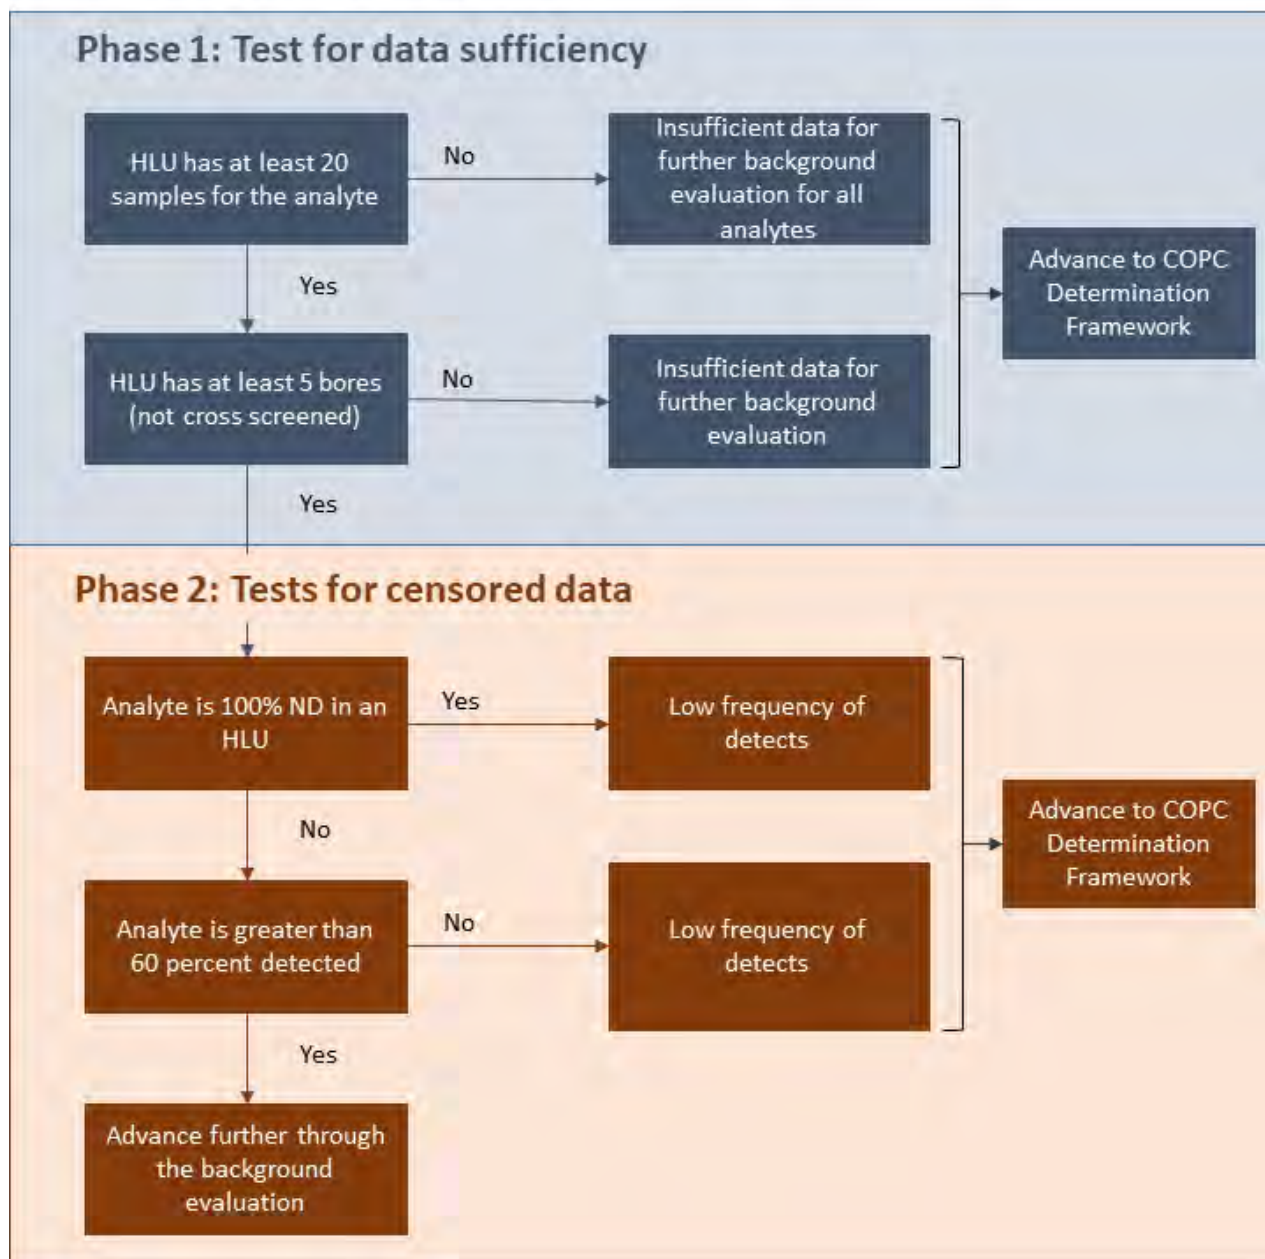 Phase 1: Test for data sufficiency
HLU has at least 20
samples for the analyte
No
Insufficient data for
further background
evaluation for all
analytes
Advance to COPC
Determination
Framework
Yes
HLU has at least 5 bores
(not cross screened)
No
Insufficient data for
further background
evaluation
Yes
Phase 2: Tests for censored data
Analyte is 100% ND in an
HLU
Yes
Low frequency of
detects
Advance to COPC
Determination
Framework
No
Analyte is greater than
60 percent detected
No
Low frequency of
detects
Yes
Advance further through
the background
evaluation